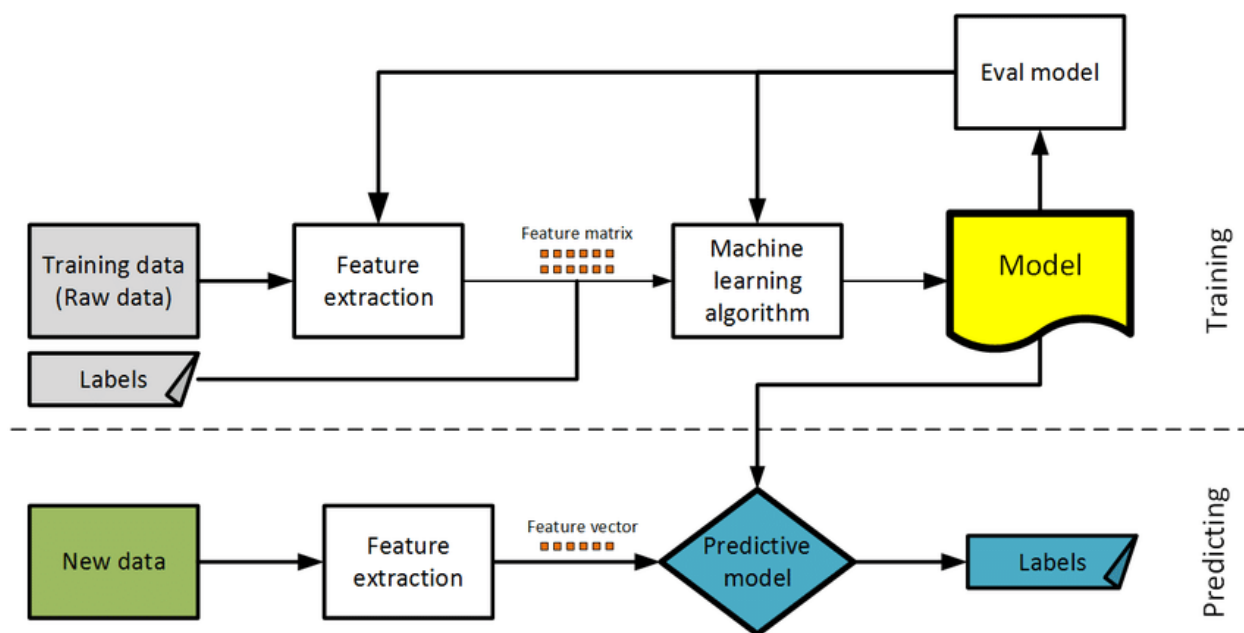 Eval model
Training data
(Raw data)
Feature
extraction
Feature matrix
Machine
learning
algorithm
Model
Training
Labels
New data
Feature
extraction
Feature vector
Predictive
model
Labels
Predicting